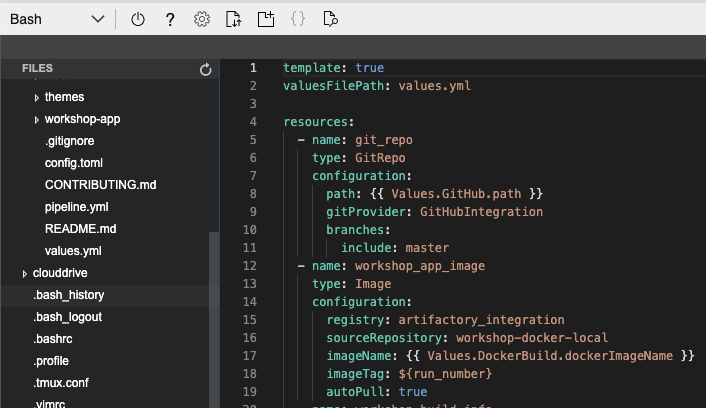 Bash
?
{}
FILES
themes
workshop-app
.gitignore
config.toml
CONTRIBUTING.md
pipeline.yml
README.md
values.yml
clouddrive
.bash_history
.bash_logout
.bashrc
.profile
.tmux.conf
.vimrc
1 template: true
2 valuesFilePath: values.yml
3
4 resources:
5 - name: git_repo
6 type: GitRepo
7 configuration:
8 path: {{ Values.GitHub.path }}
9 gitProvider: GitHubIntegration
10 branches:
11 include: master
12 - name: workshop_app_image
13 type: Image
14 configuration:
15 registry: artifactory_integration
16 sourceRepository: workshop-docker-local
17 imageName: {{ Values.DockerBuild.dockerImageName }}
18 imageTag: ${run_number}
19 autoPull: true